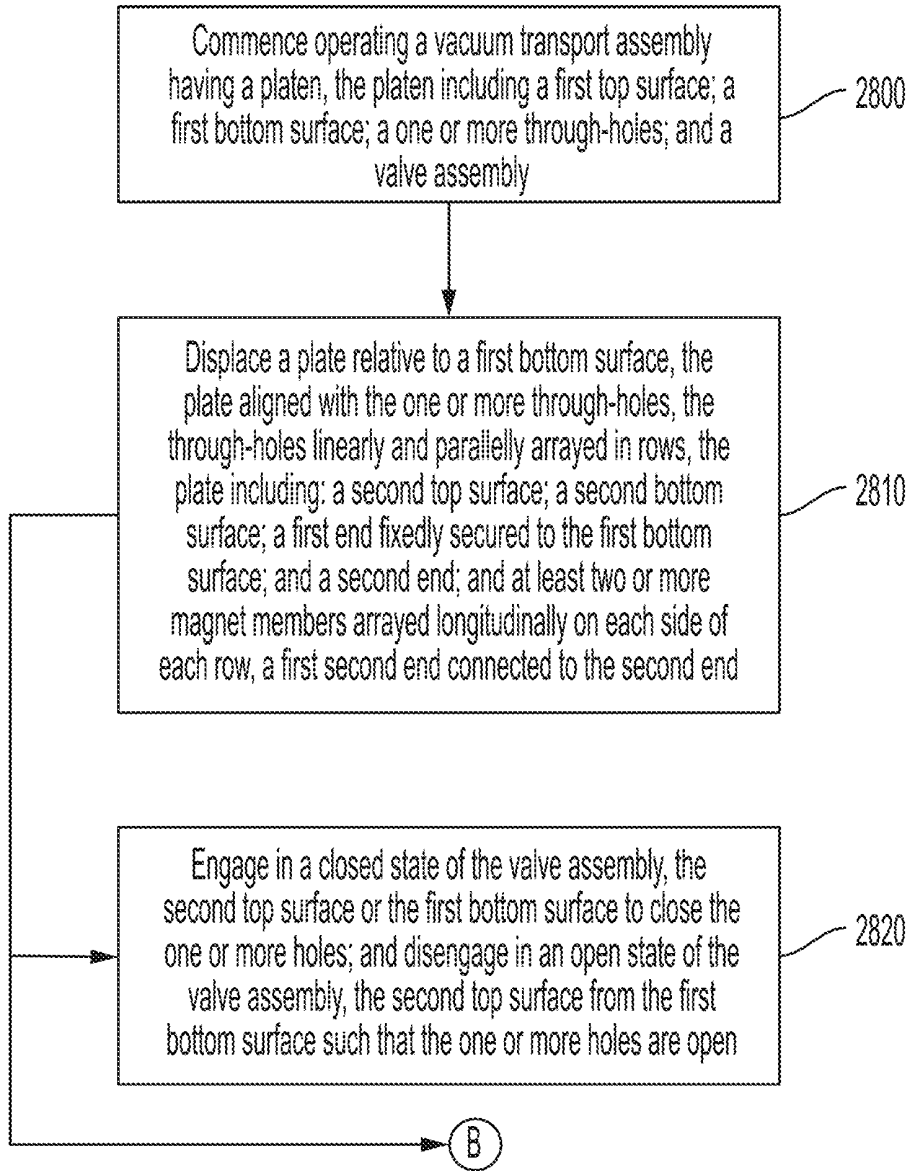 Commence operating a vacuum transport assembly
having a platen, the platen including a first top surface; a
first bottom surface; a one or more through-holes; and a
valve assembly
2800
Displace a plate relative to a first bottom surface, the
plate aligned with the one or more through-holes, the
through-holes linearly and parallelly arrayed in rows, the
plate including: a second top surface; a second bottom
surface; a first end fixedly secured to the first bottom
surface; and a second end; and at least two or more
magnet members arrayed longitudinally on each side of
each row, a first second end connected to the second end
2810
Engage in a closed state of the valve assembly, the
second top surface or the first bottom surface to close the
one or more holes; and disengage in an open state of the
valve assembly, the second top surface from the first
bottom surface such that the one or more holes are open
2820
B